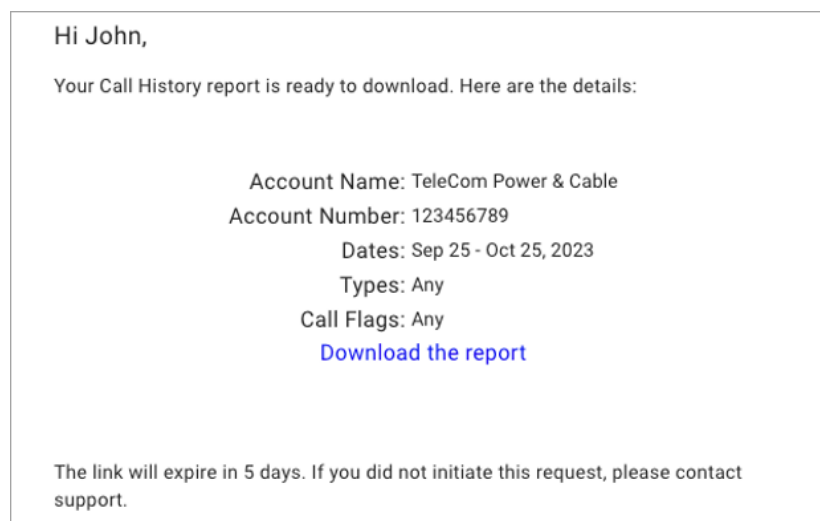 Hi John,
Your Call History report is ready to download. Here are the details:
Account Name: TeleCom Power & Cable
Account Number: 123456789
Dates: Sep 25 - Oct 25, 2023
Types: Any
Call Flags: Any
Download the report
The link will expire in 5 days. If you did not initiate this request, please contact
support.